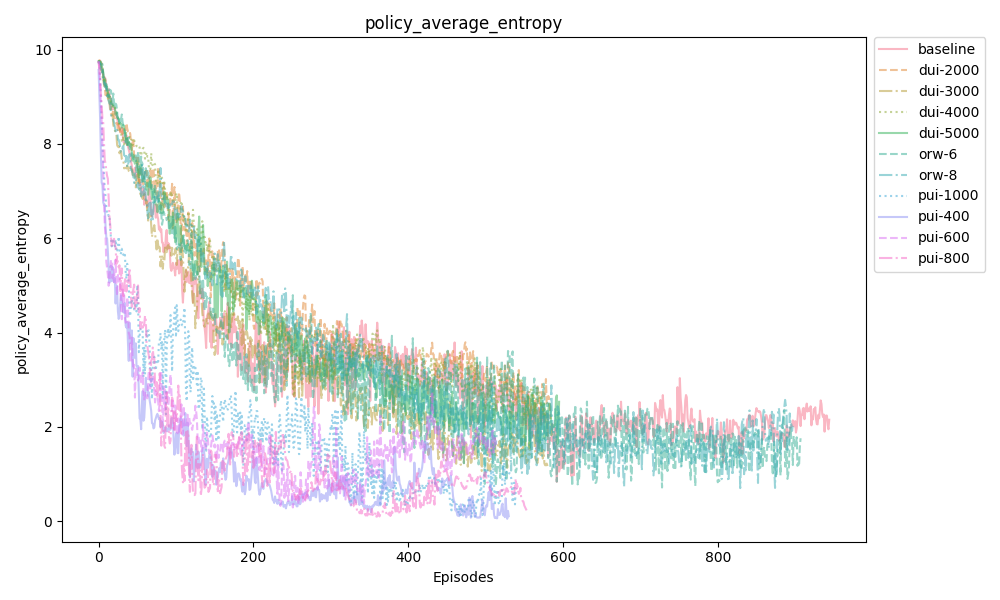 policy_average_entropy
policy_average_entropy
10
8
6
4
2
0
0 200 400 600 800
Episodes
baseline
dui-2000
dui-3000
dui-4000
dui-5000
orw-6
orw-8
pui-1000
pui-400
pui-600
pui-800